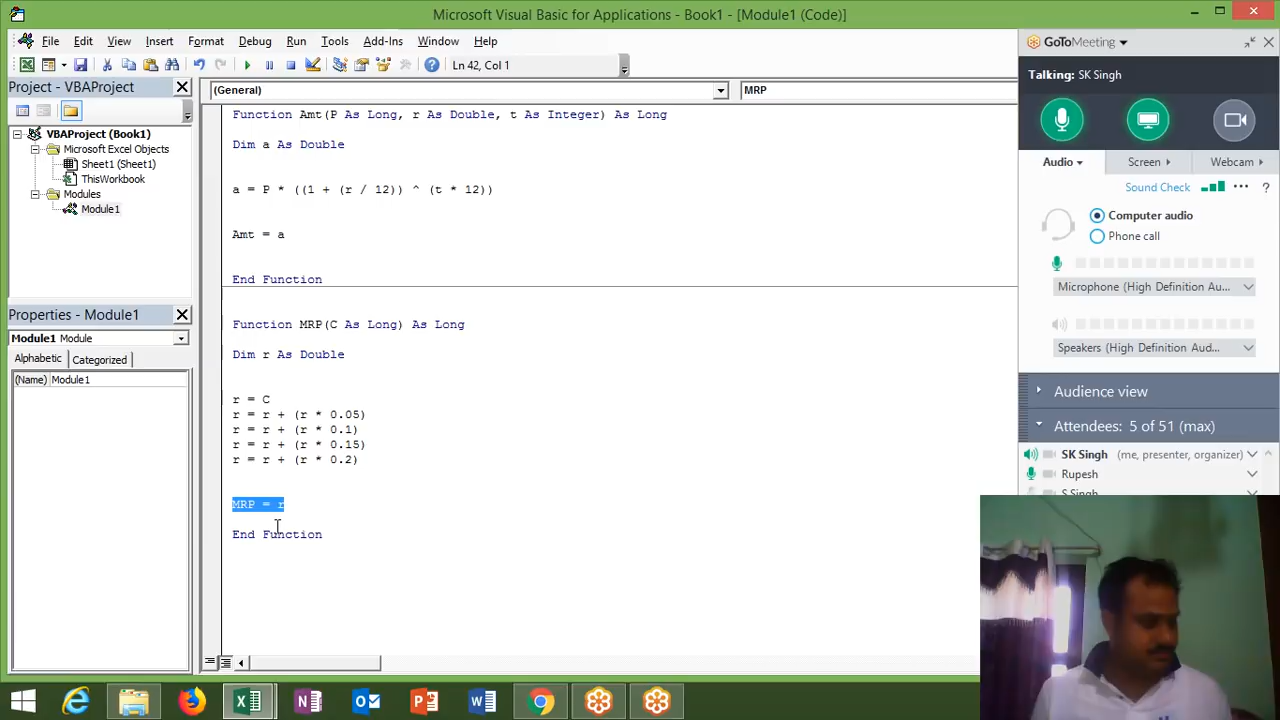 Microsoft Visual Basic for Applications - Book1 - [Module1 (Code)]
File Edit View Insert Format Debug Run Tools Add-Ins Window Help
Ln 42, Col 1
Project - VBAProject
(General)
MRP
VBAProject (Book1)
Microsoft Excel Objects
Sheet1 (Sheet1)
ThisWorkbook
Modules
Module1
Properties - Module1
Module1 Module
Alphabetic Categorized
(Name) Module1
Function Amt(P As Long, r As Double, t As Integer) As Long
Dim a As Double
a = P * ((1 + (r / 12)) ^ (t * 12))
Amt = a
End Function
Function MRP(C As Long) As Long
Dim r As Double
r = C
r = r + (r * 0.05)
r = r + (r * 0.1)
r = r + (r * 0.15)
r = r + (r * 0.2)
MRP = r
End Function
GoToMeeting
Talking: SK Singh
Audio Screen Webcam
Sound Check ?
Computer audio
Phone call
Microphone (High Definition Au...
Speakers (High Definition Aud...
Audience view
Attendees: 5 of 51 (max)
SK Singh (me, presenter, organizer)
Rupesh
S Singh